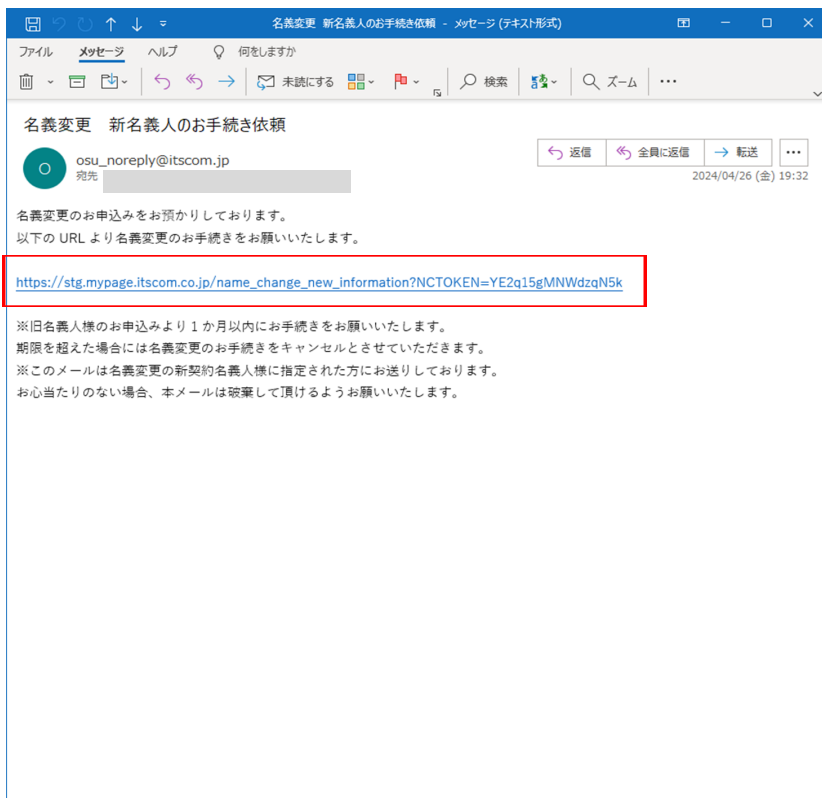 名義変更 新名義人のお手続き依頼 - メッセージ (テキスト形式)
ファイル メッセージ ヘルプ 何をしますか
未読にする 検索 ズーム
名義変更　新名義人のお手続き依頼
O
osu_noreply@itscom.jp
宛先
返信 全員に返信 転送
2024/04/26 (金) 19:32
名義変更のお申込みをお預かりしております。
以下の URL より名義変更のお手続きをお願いいたします。
https://stg.mypage.itscom.co.jp/name_change_new_information?NCTOKEN=YE2q15gMNWdzqN5k
※旧名義人様のお申込みより 1 か月以内にお手続きをお願いいたします。
期限を超えた場合には名義変更のお手続きをキャンセルとさせていただきます。
※このメールは名義変更の新契約名義人様に指定された方にお送りしております。
お心当たりのない場合、本メールは破棄して頂けるようお願いいたします。